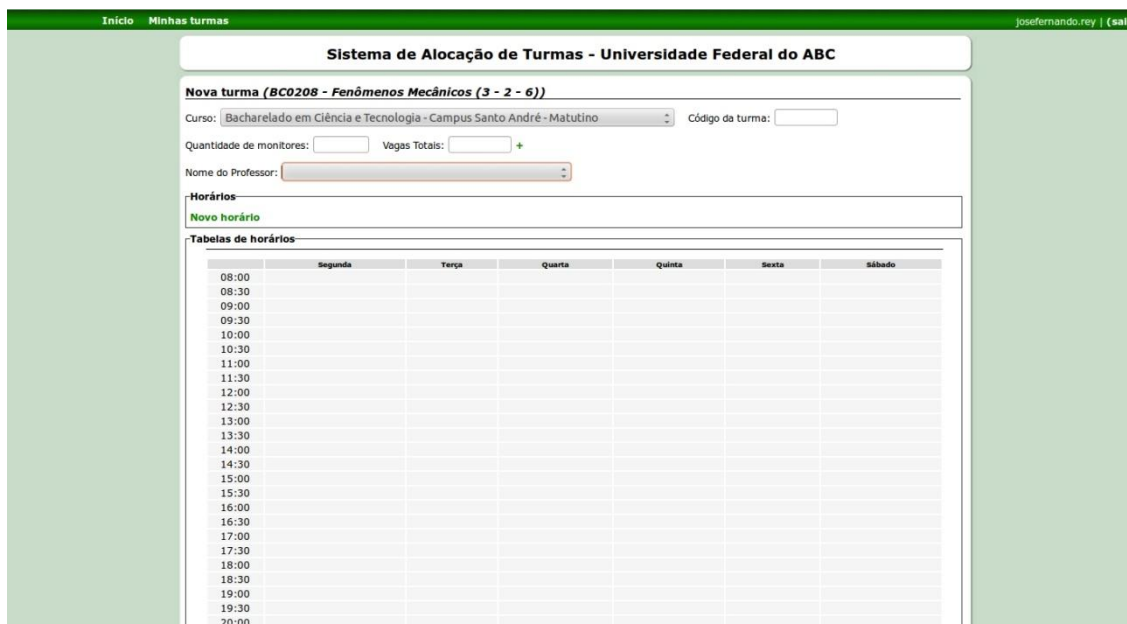 Início Minhas turmas josefernando.rey | (sai
Sistema de Alocação de Turmas - Universidade Federal do ABC
Nova turma (BC0208 - Fenômenos Mecânicos (3 - 2 - 6))
Curso: Bacharelado em Ciência e Tecnologia - Campus Santo André - Matutino Código da turma:
Quantidade de monitores: Vagas Totais: +
Nome do Professor:
Horários
Novo horário
Tabelas de horários
Segunda Terça Quarta Quinta Sexta Sábado
08:00
08:30
09:00
09:30
10:00
10:30
11:00
11:30
12:00
12:30
13:00
13:30
14:00
14:30
15:00
15:30
16:00
16:30
17:00
17:30
18:00
18:30
19:00
19:30
20:00